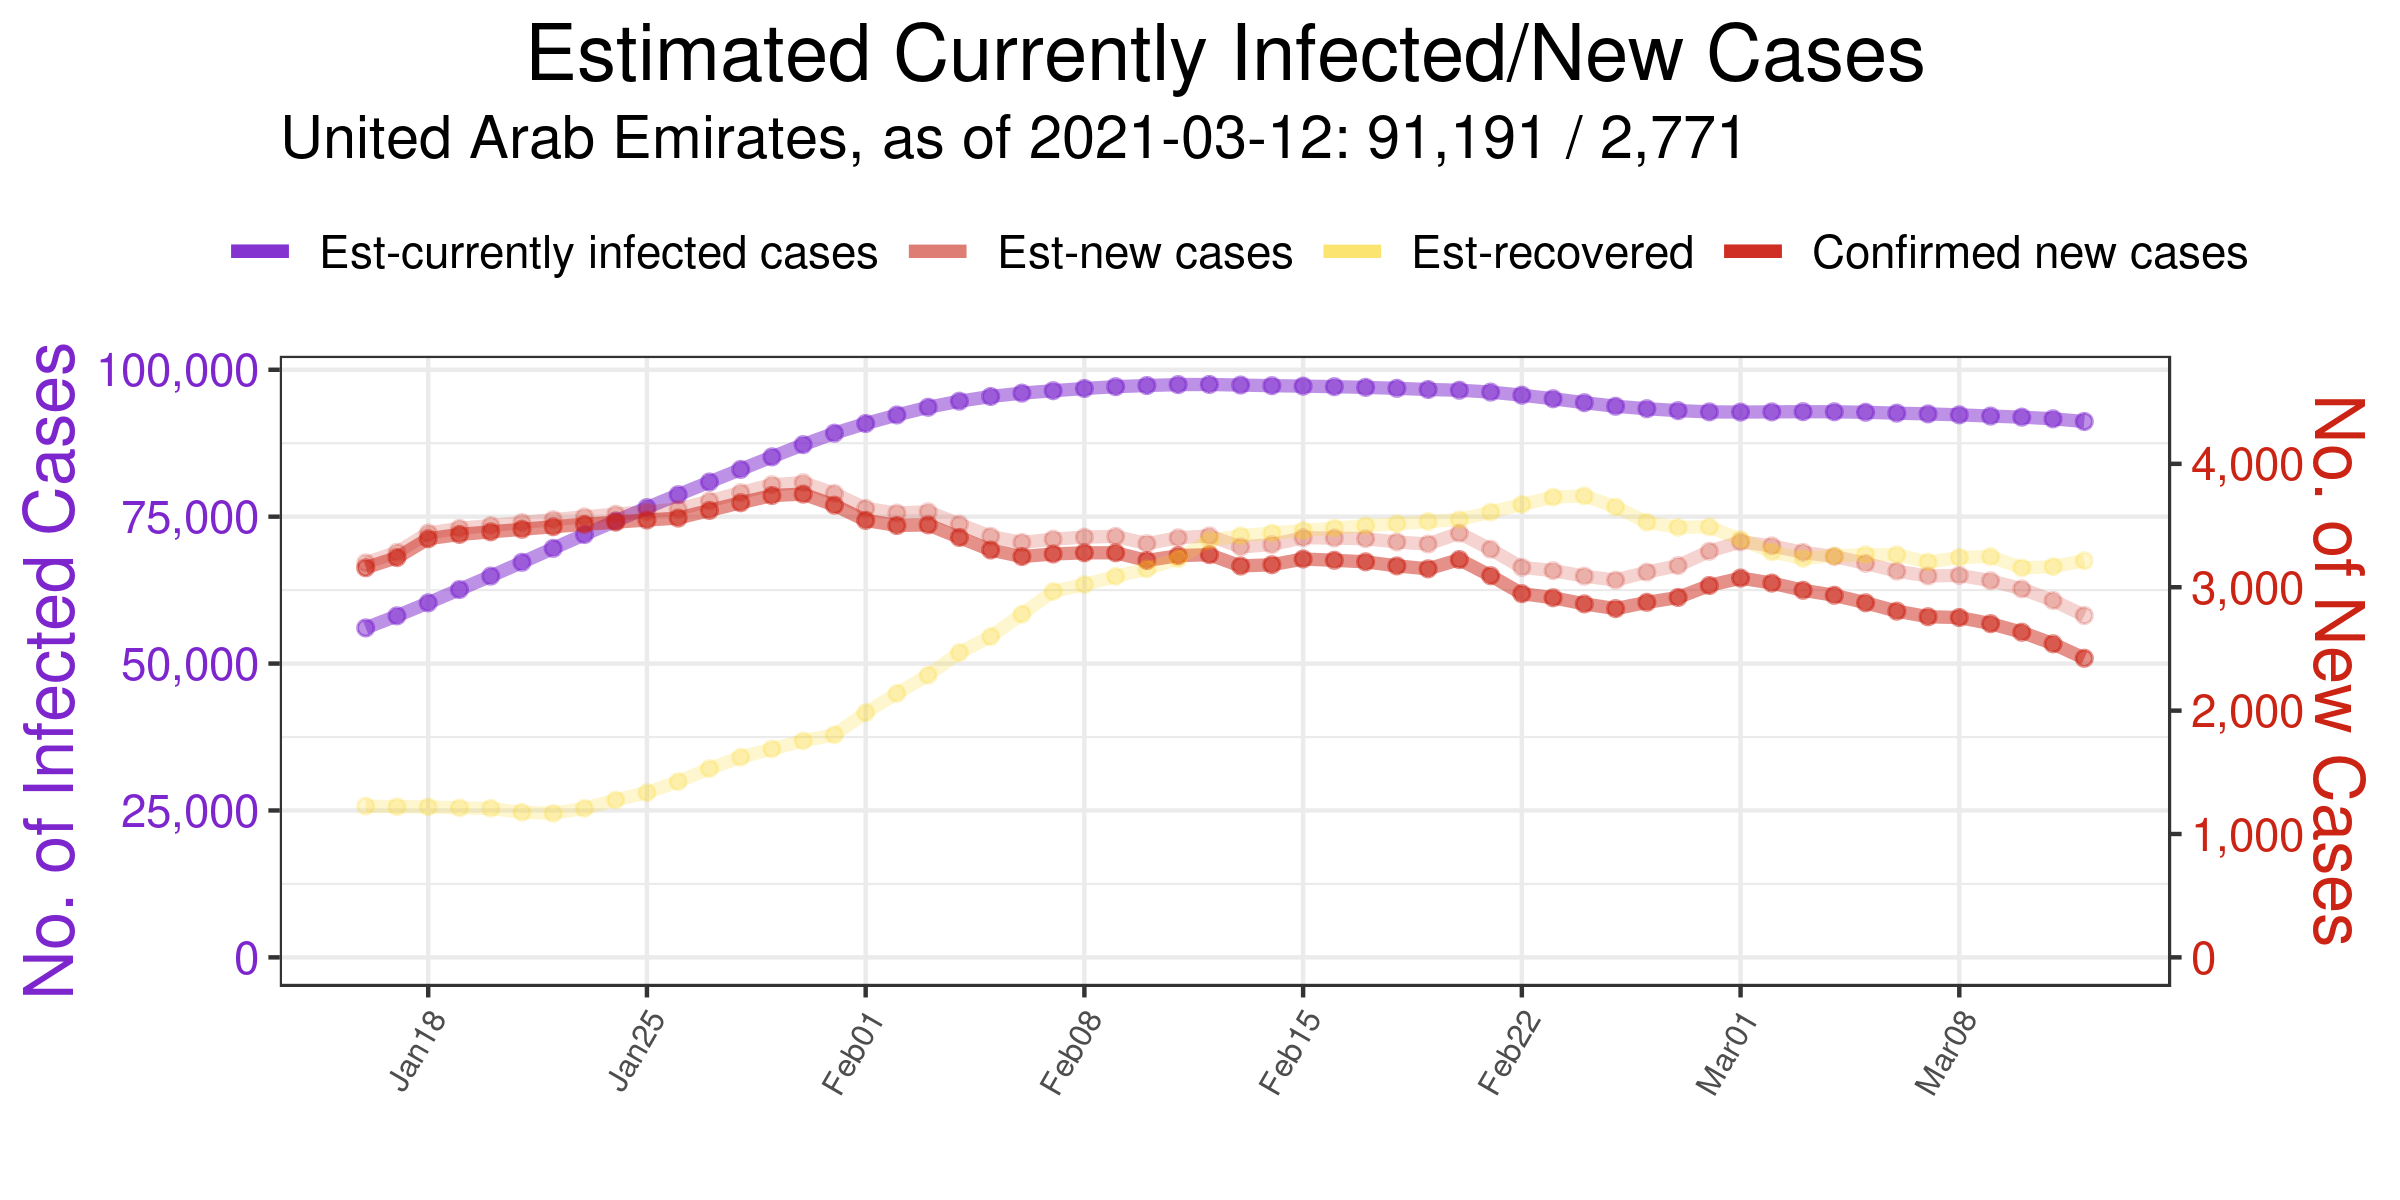 Estimated Currently Infected/New Cases
United Arab Emirates, as of 2021-03-12: 91,191 / 2,771
Est-currently infected cases Est-new cases Est-recovered Confirmed new cases
No. of Infected Cases
100,000
75,000
50,000
25,000
0
4,000
3,000
2,000
1,000
0
No. of New Cases
Jan18 Jan25 Feb01 Feb08 Feb15 Feb22 Mar01 Mar08